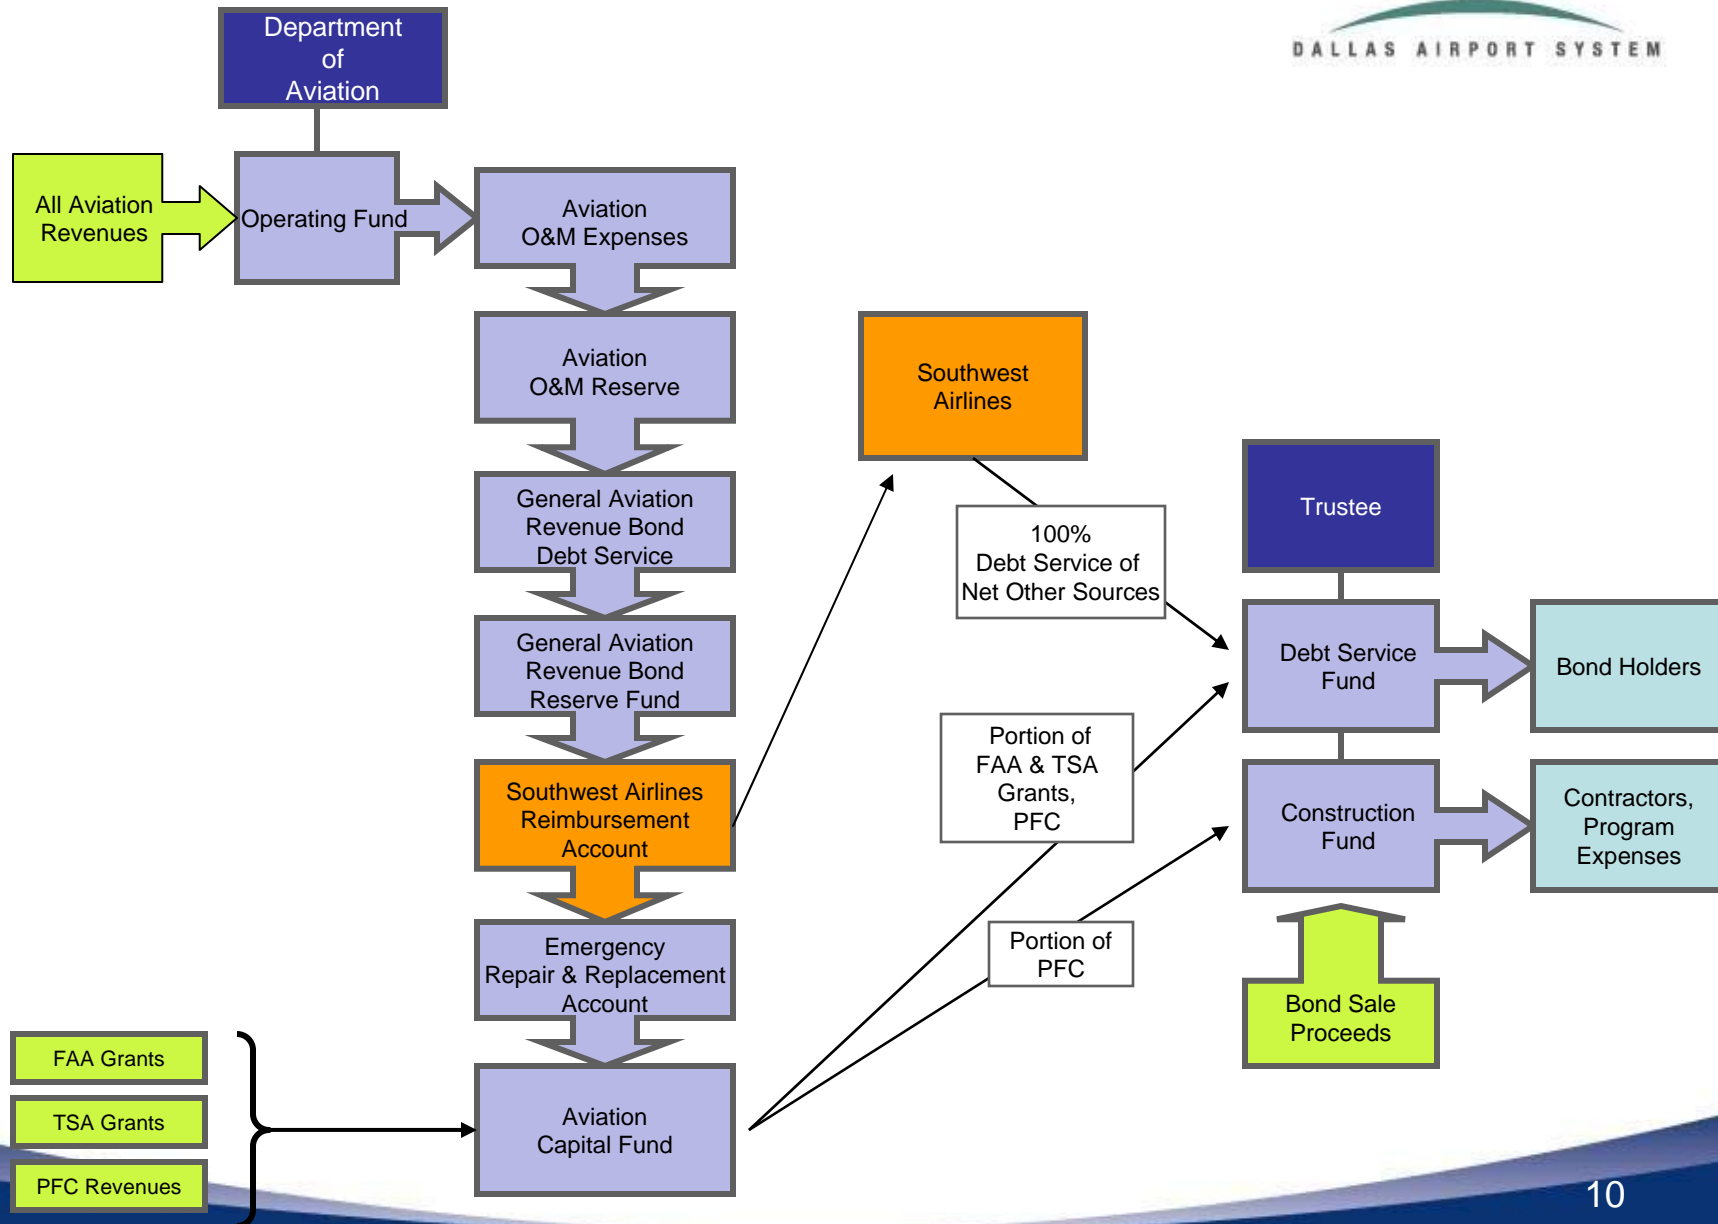 Department
of
Aviation
DALLAS AIRPORT SYSTEM
All Aviation
Revenues
Operating Fund
Aviation
O&M Expenses
Aviation
O&M Reserve
General Aviation
Revenue Bond
Debt Service
General Aviation
Revenue Bond
Reserve Fund
Southwest Airlines
Reimbursement
Account
Emergency
Repair & Replacement
Account
Aviation
Capital Fund
FAA Grants
TSA Grants
PFC Revenues
Southwest
Airlines
100%
Debt Service of
Net Other Sources
Portion of
FAA & TSA
Grants,
PFC
Portion of
PFC
Trustee
Debt Service
Fund
Bond Holders
Construction
Fund
Contractors,
Program
Expenses
Bond Sale
Proceeds
10